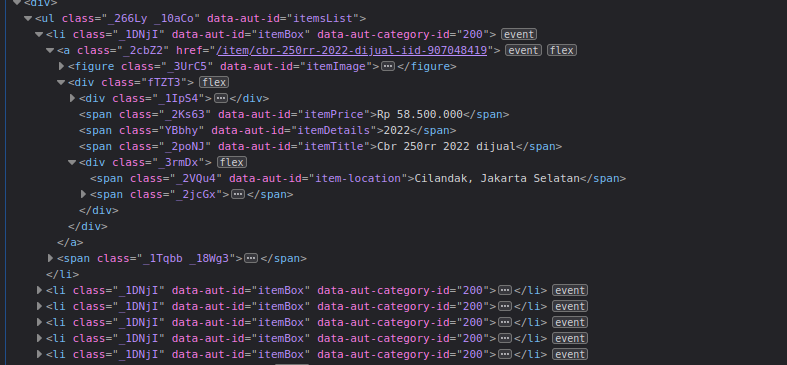 <div>
<ul class="_266Ly _10aCo" data-aut-id="itemsList">
<li class="_1DNjI" data-aut-id="itemBox" data-aut-category-id="200"> event
<a class="_2cbZ2" href="/item/cbr-250rr-2022-dijual-iid-907048419"> event flex
<figure class="_3UrC5" data-aut-id="itemImage"> ··· </figure>
<div class="fTZT3"> flex
<div class="_1IpS4"> ··· </div>
<span class="_2Ks63" data-aut-id="itemPrice">Rp 58.500.000</span>
<span class="YBbhy" data-aut-id="itemDetails">2022</span>
<span class="_2poNJ" data-aut-id="itemTitle">Cbr 250rr 2022 dijual</span>
<div class="_3rmDx"> flex
<span class="_2VQu4" data-aut-id="item-location">Cilandak, Jakarta Selatan</span>
<span class="_2jcGx"> ··· </span>
</div>
</div>
</a>
<span class="_1Tqbb _18Wg3"> ··· </span>
</li>
<li class="_1DNjI" data-aut-id="itemBox" data-aut-category-id="200"> ··· </li> event
<li class="_1DNjI" data-aut-id="itemBox" data-aut-category-id="200"> ··· </li> event
<li class="_1DNjI" data-aut-id="itemBox" data-aut-category-id="200"> ··· </li> event
<li class="_1DNjI" data-aut-id="itemBox" data-aut-category-id="200"> ··· </li> event
<li class="_1DNjI" data-aut-id="itemBox" data-aut-category-id="200"> ··· </li> event